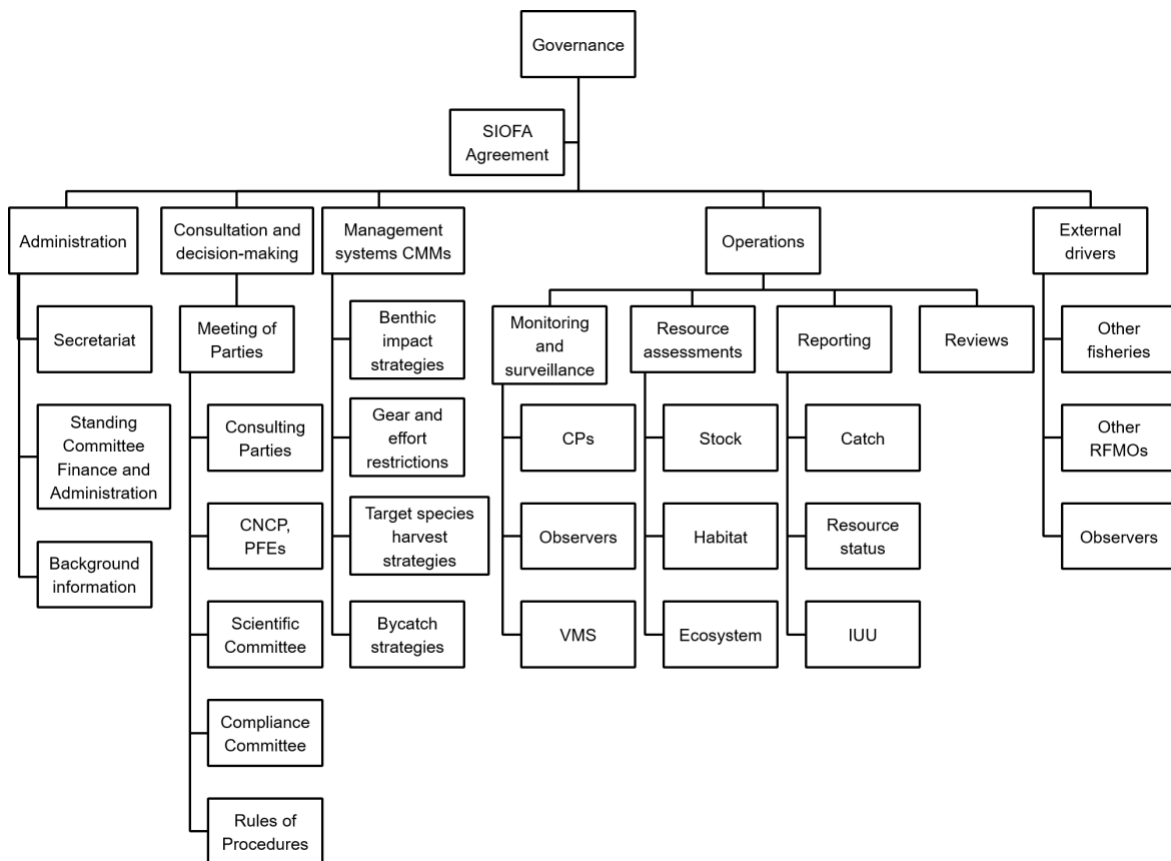 Governance
SIOFA
Agreement
Administration
Consultation and
decision-making
Management
systems CMMs
Operations
External
drivers
Secretariat
Standing
Committee
Finance and
Administration
Background
information
Meeting of
Parties
Consulting
Parties
CNCP,
PFEs
Scientific
Committee
Compliance
Committee
Rules of
Procedures
Benthic
impact
strategies
Gear and
effort
restrictions
Target species
harvest
strategies
Bycatch
strategies
Monitoring
and
surveillance
CPs
Observers
VMS
Resource
assessments
Stock
Habitat
Ecosystem
Reporting
Catch
Resource
status
IUU
Reviews
Other
fisheries
Other
RFMOs
Observers